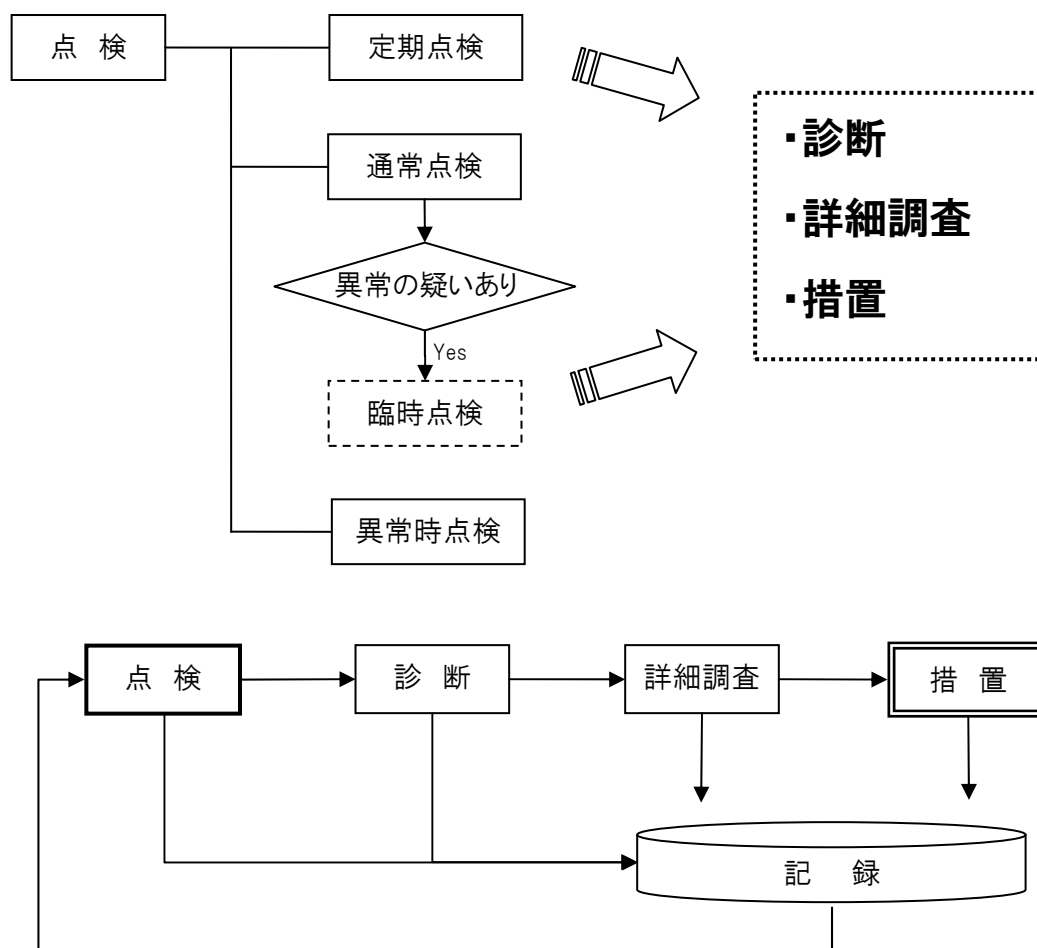 点 検
定期点検
通常点検
異常の疑いあり
Yes
臨時点検
異常時点検
・診断
・詳細調査
・措置
点 検
診 断
詳細調査
措 置
記 録